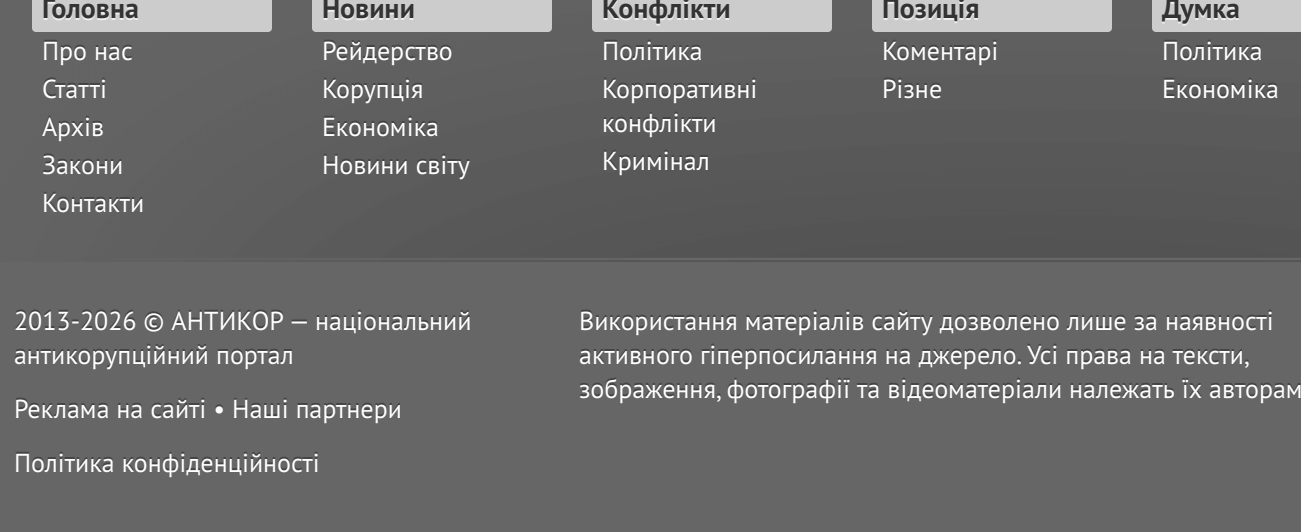 Головна
Про нас
Статті
Архів
Закони
Контакти
Новини
Рейдерство
Корупція
Економіка
Новини світу
Конфлікти
Політика
Корпоративні
конфлікти
Кримінал
Позиція
Коментарі
Різне
Думка
Політика
Економіка
2013-2026 © АНТИКОР — національний
антикорупційний портал
Реклама на сайті • Наші партнери
Політика конфіденційності
Використання матеріалів сайту дозволено лише за наявності
активного гіперпосилання на джерело. Усі права на тексти,
зображення, фотографії та відеоматеріали належать їх авторам